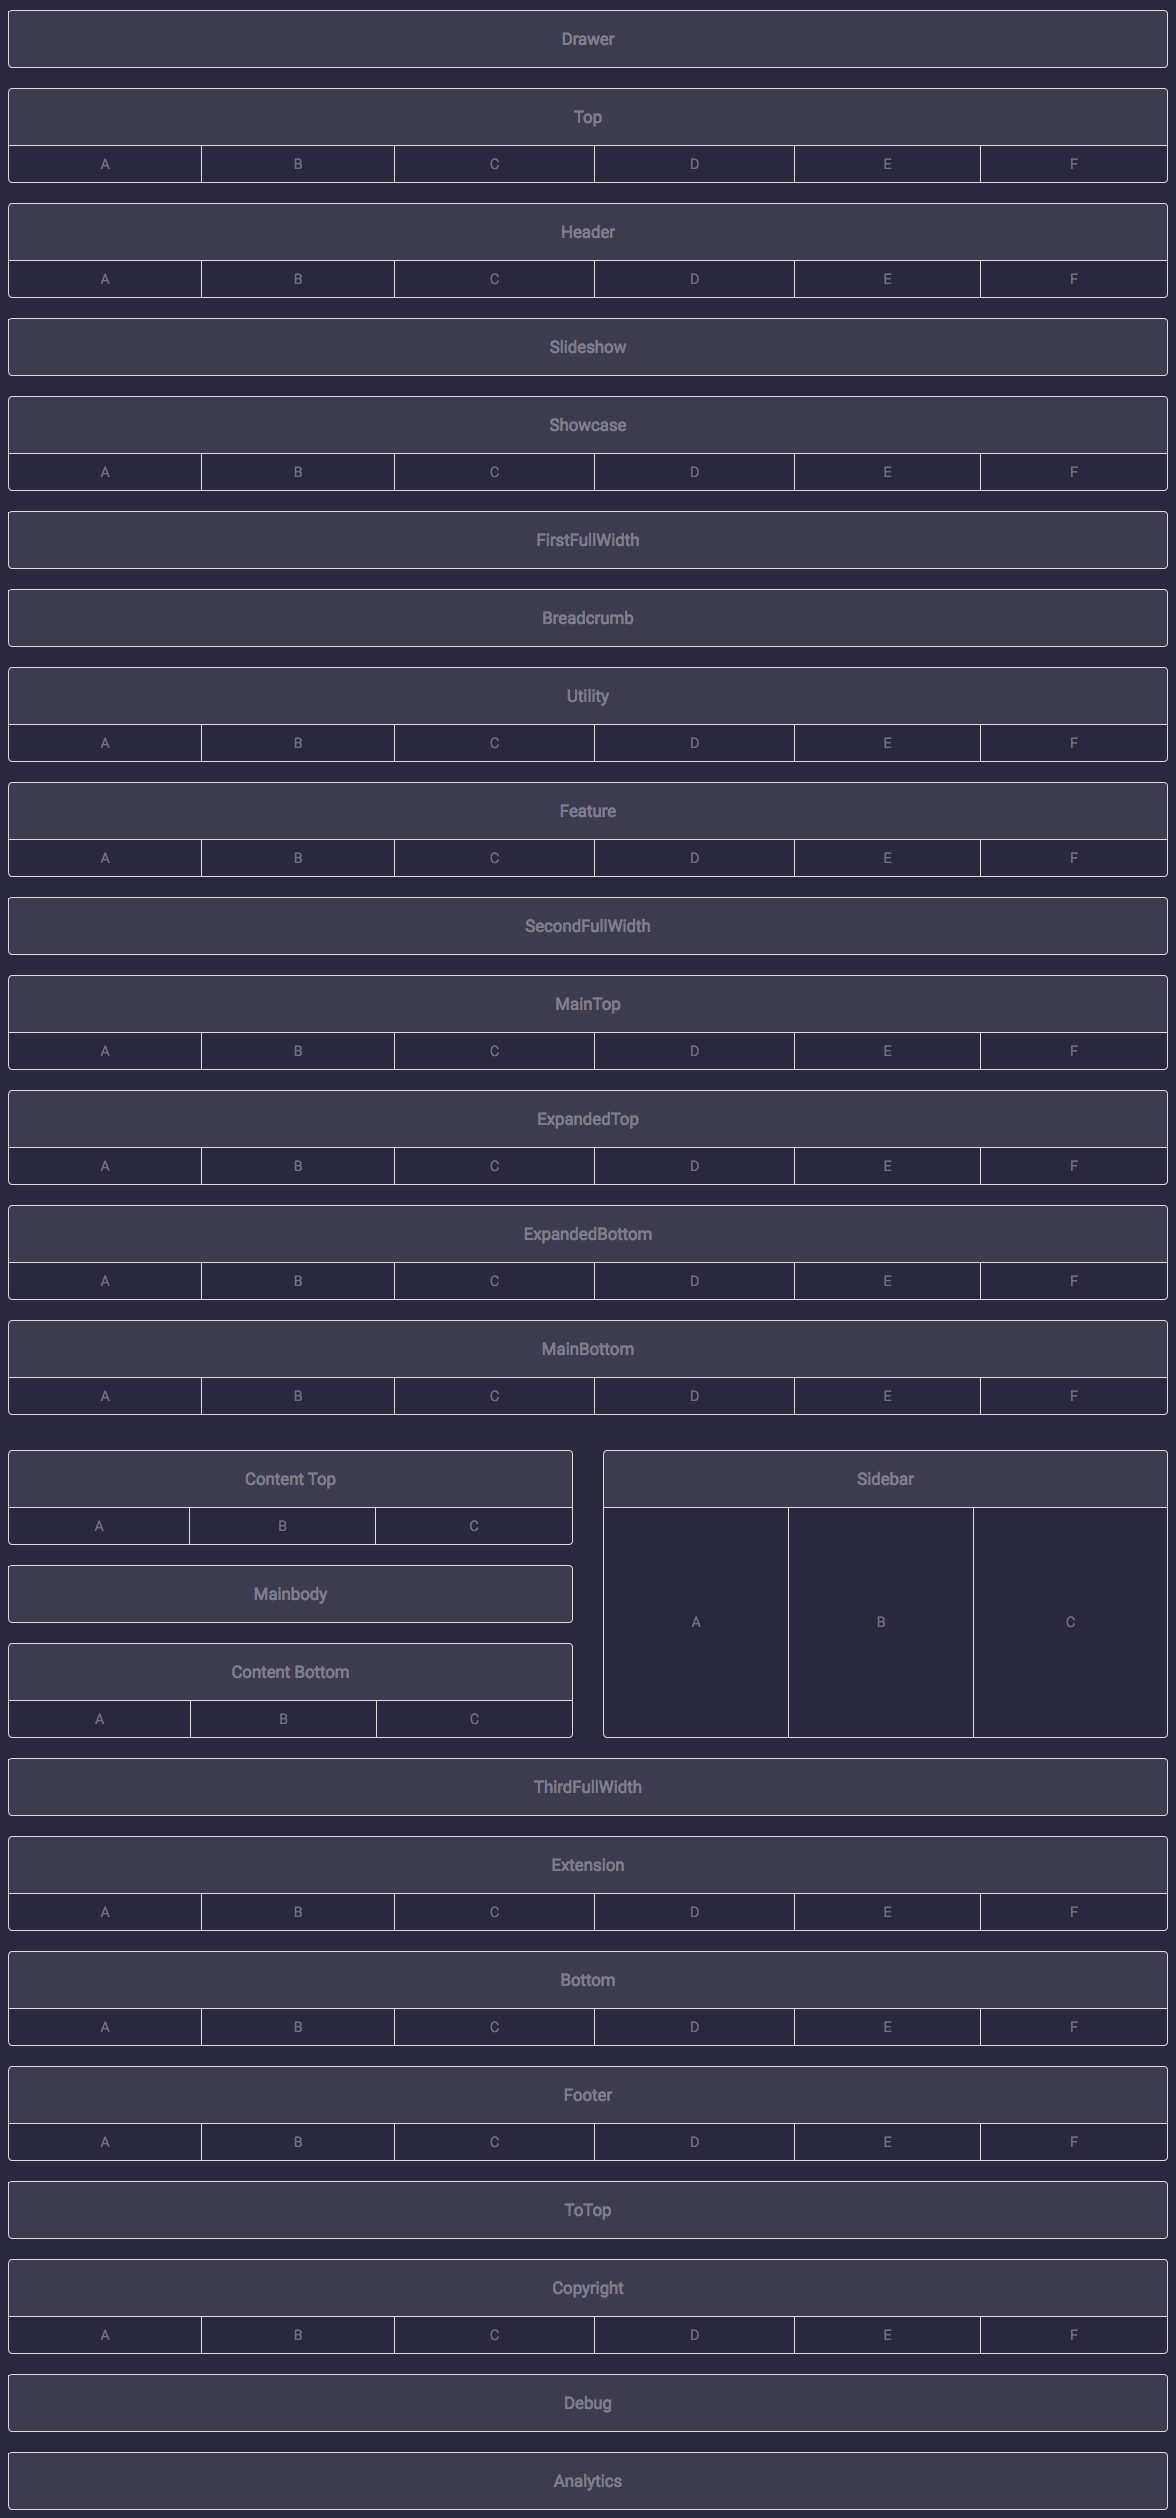 Drawer
Top
A B C D E F
Header
A B C D E F
Slideshow
Showcase
A B C D E F
FirstFullWidth
Breadcrumb
Utility
A B C D E F
Feature
A B C D E F
SecondFullWidth
MainTop
A B C D E F
ExpandedTop
A B C D E F
ExpandedBottom
A B C D E F
MainBottom
A B C D E F
Content Top
A B C
Mainbody
Content Bottom
A B C
Sidebar
A B C
ThirdFullWidth
Extension
A B C D E F
Bottom
A B C D E F
Footer
A B C D E F
ToTop
Copyright
A B C D E F
Debug
Analytics